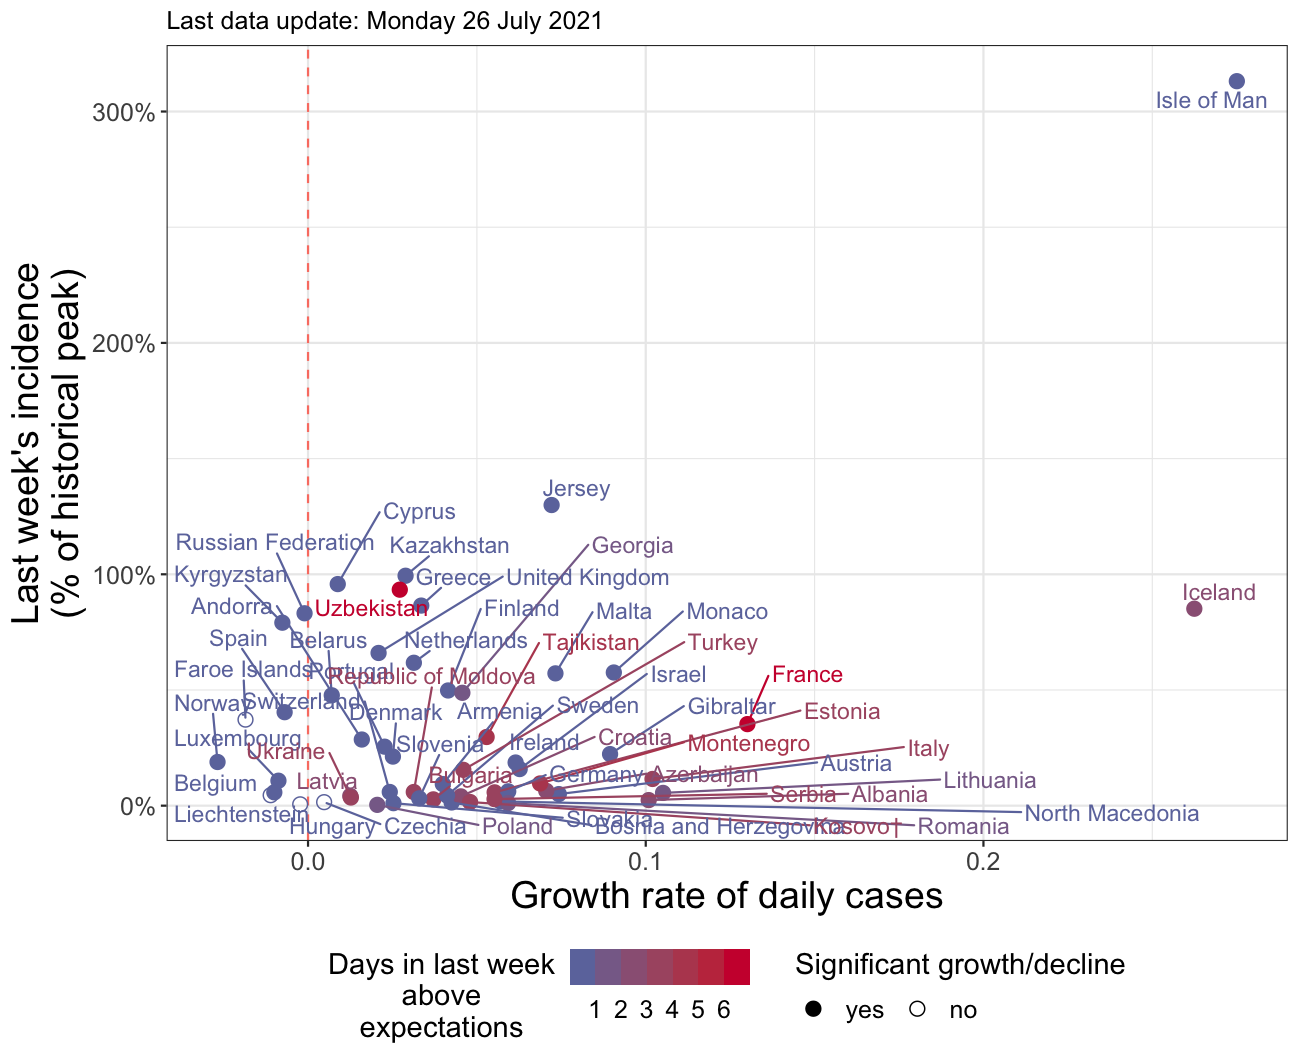 Last data update: Monday 26 July 2021
Last week's incidence
(% of historical peak)
300%
200%
100%
0%
Isle of Man
Jersey
Cyprus
Russian Federation
Kazakhstan
Georgia
Kyrgyzstan
Greece
United Kingdom
Iceland
Andorra
Uzbekistan
Finland
Malta
Monaco
Spain
Belarus
Netherlands
Tajikistan
Turkey
Faroe Islands
Portugal
Republic of Moldova
Israel
France
Norway
Switzerland
Denmark
Armenia
Sweden
Gibraltar
Estonia
Luxembourg
Ukraine
Slovenia
Ireland
Croatia
Montenegro
Italy
Austria
Belgium
Latvia
Bulgaria
Germany
Azerbaijan
Lithuania
Serbia
Albania
Liechtenstein
Hungary
Czechia
Poland
Slovakia
Bosnia and Herzegovina
Kosovo†
Romania
North Macedonia
0.0
0.1
0.2
Growth rate of daily cases
Days in last week
above
expectations
1 2 3 4 5 6
Significant growth/decline
yes
no